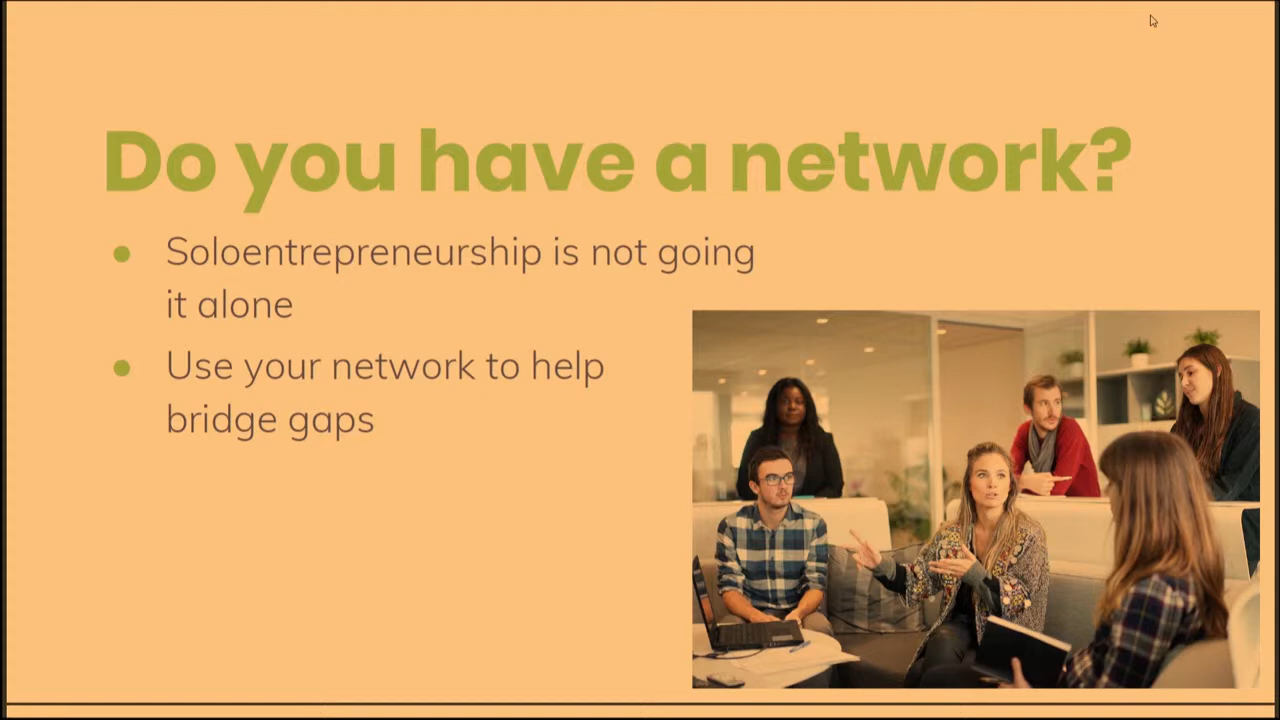 Do you have a network?
● Soloentrepreneurship is not going
it alone
● Use your network to help
bridge gaps